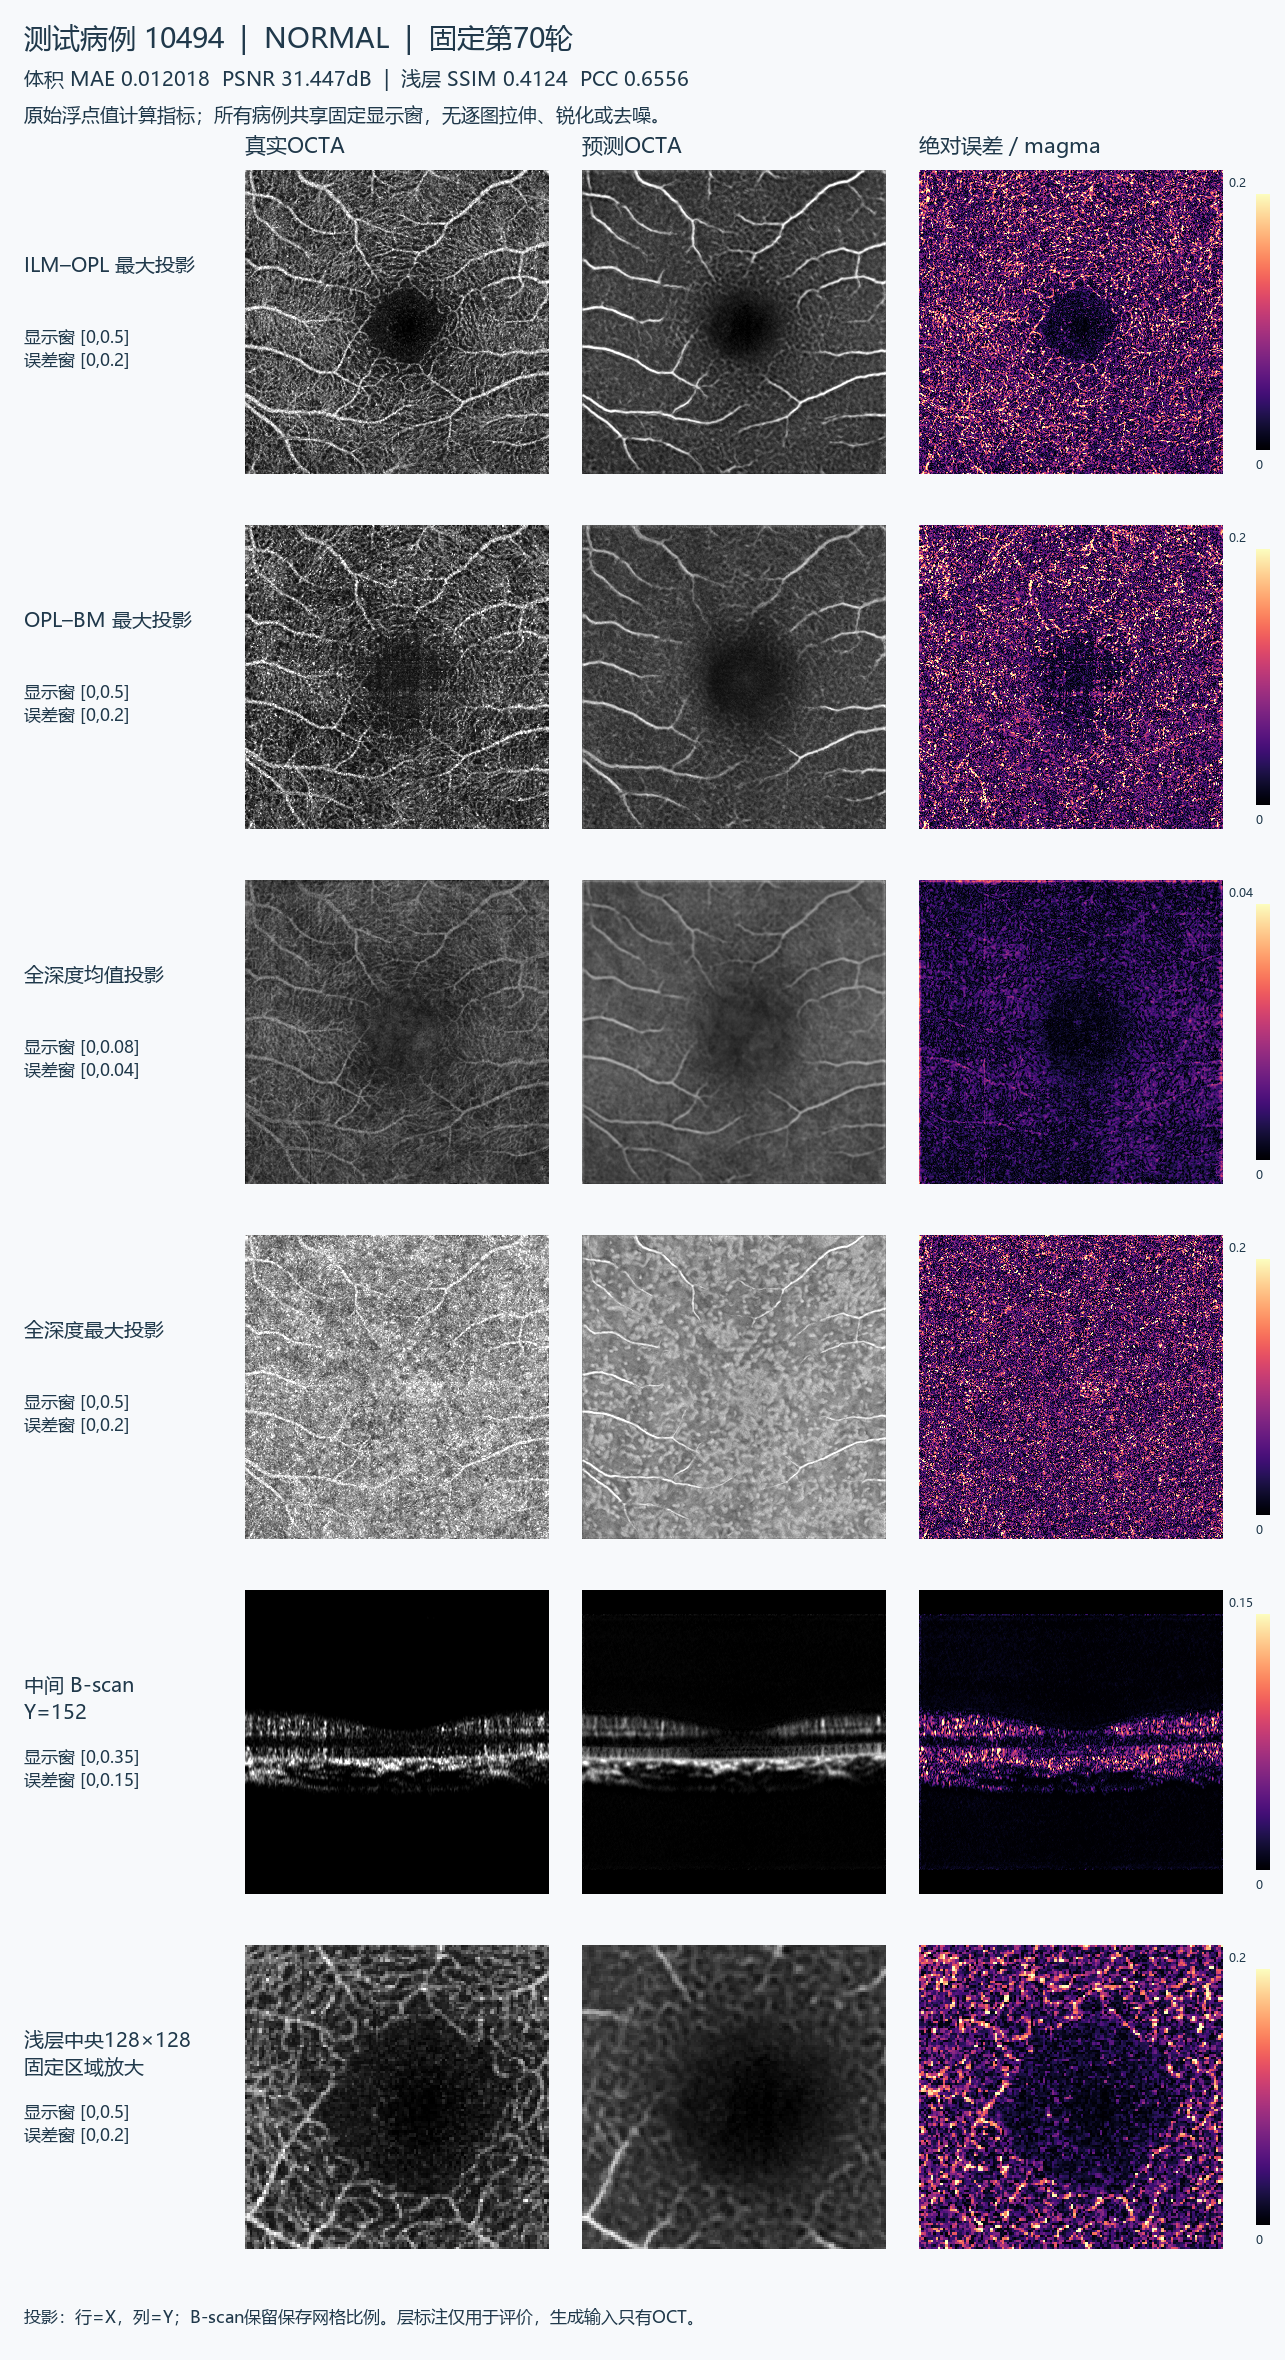 测试病例 10494 | NORMAL | 固定第70轮
体积 MAE 0.012018 PSNR 31.447dB | 浅层 SSIM 0.4124 PCC 0.6556
原始浮点值计算指标；所有病例共享固定显示窗，无逐图拉伸、锐化或去噪。
真实OCTA 预测OCTA 绝对误差 / magma
0.2
ILM–OPL 最大投影
显示窗 [0,0.5]
误差窗 [0,0.2]
0
0.2
OPL–BM 最大投影
显示窗 [0,0.5]
误差窗 [0,0.2]
0
0.04
全深度均值投影
显示窗 [0,0.08]
误差窗 [0,0.04]
0
0.2
全深度最大投影
显示窗 [0,0.5]
误差窗 [0,0.2]
0
0.15
中间 B-scan
Y=152
显示窗 [0,0.35]
误差窗 [0,0.15]
0
0.2
浅层中央128×128
固定区域放大
显示窗 [0,0.5]
误差窗 [0,0.2]
0
投影：行=X，列=Y；B-scan保留保存网格比例。层标注仅用于评价，生成输入只有OCT。